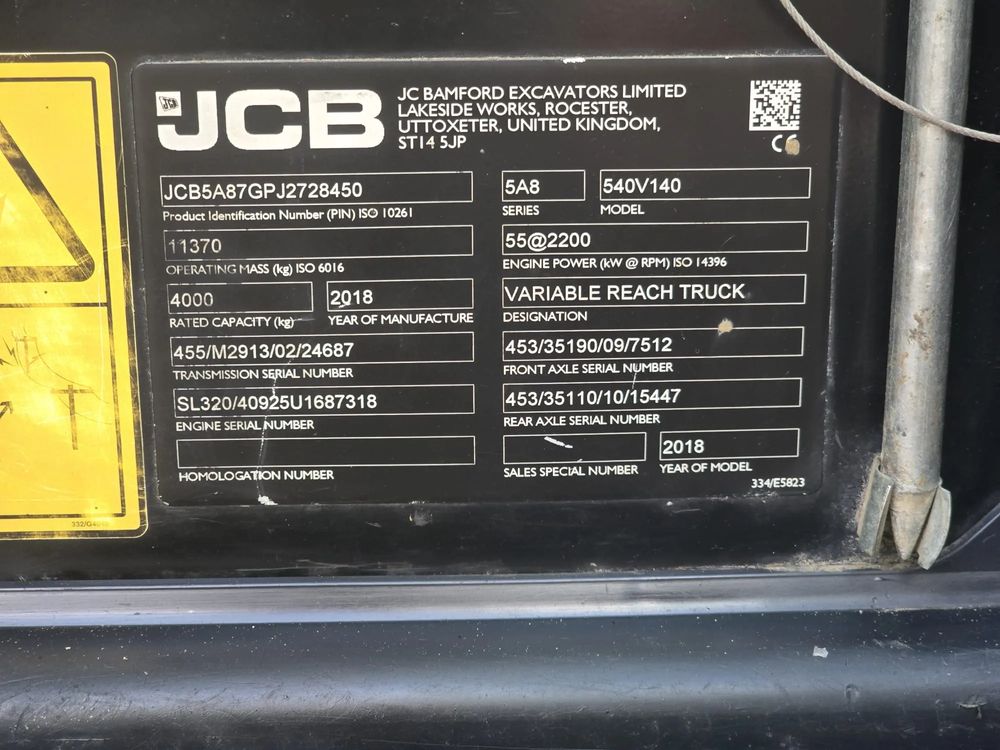 JCB
JC BAMFORD EXCAVATORS LIMITED
LAKESIDE WORKS, ROCESTER,
UTTOXETER, UNITED KINGDOM,
ST14 5JP
CE
JCB5A87GPJ2728450
Product Identification Number (PIN) ISO 10261
5A8
SERIES
540V140
MODEL
11370
OPERATING MASS (kg) ISO 6016
55@2200
ENGINE POWER (kW @ RPM) ISO 14396
4000
RATED CAPACITY (kg)
2018
YEAR OF MANUFACTURE
VARIABLE REACH TRUCK
DESIGNATION
455/M2913/02/24687
TRANSMISSION SERIAL NUMBER
453/35190/09/7512
FRONT AXLE SERIAL NUMBER
SL320/40925U1687318
ENGINE SERIAL NUMBER
453/35110/10/15447
REAR AXLE SERIAL NUMBER
HOMOLOGATION NUMBER
SALES SPECIAL NUMBER
2018
YEAR OF MODEL
334/E5823